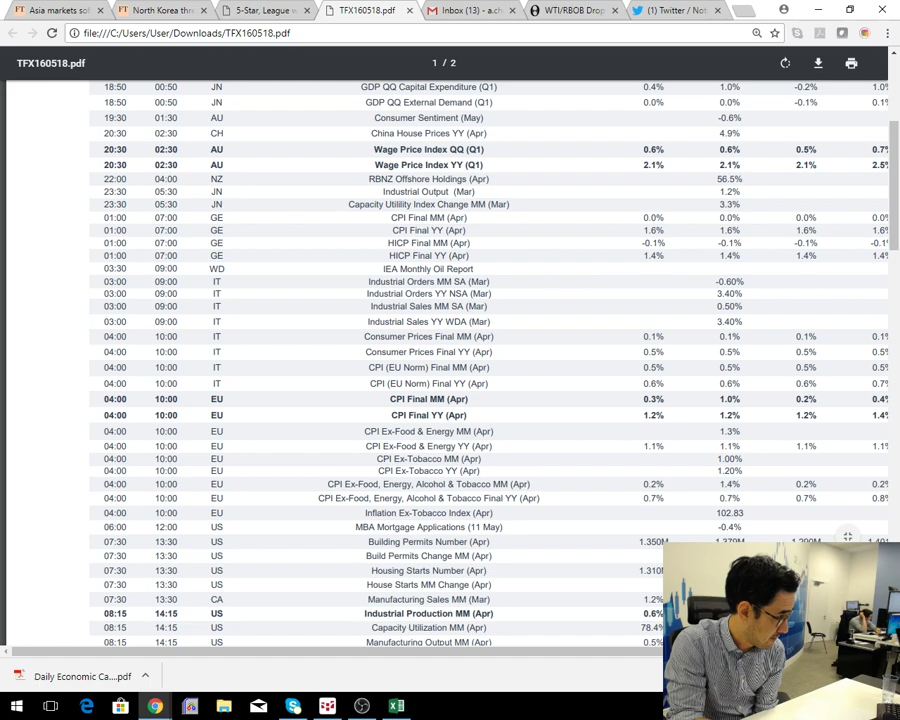 Asia markets so
North Korea thre
5-Star, League w
TFX160518.pdf
Inbox (13) - a.ch
WTI/RBOB Drop
(1) Twitter / Not
file:///C:/Users/User/Downloads/TFX160518.pdf
TFX160518.pdf 1 / 2
18:50 00:50 JN GDP QQ Capital Expenditure (Q1) 0.4% 1.0% -0.2% 1.0%
18:50 00:50 JN GDP QQ External Demand (Q1) 0.0% 0.0% -0.1% 0.1%
19:30 01:30 AU Consumer Sentiment (May) -0.6%
20:30 02:30 CH China House Prices YY (Apr) 4.9%
20:30 02:30 AU Wage Price Index QQ (Q1) 0.6% 0.6% 0.5% 0.7%
20:30 02:30 AU Wage Price Index YY (Q1) 2.1% 2.1% 2.1% 2.5%
22:00 04:00 NZ RBNZ Offshore Holdings (Apr) 56.5%
23:30 05:30 JN Industrial Output (Mar) 1.2%
23:30 05:30 JN Capacity Utilility Index Change MM (Mar) 3.3%
01:00 07:00 GE CPI Final MM (Apr) 0.0% 0.0% 0.0% 0.0%
01:00 07:00 GE CPI Final YY (Apr) 1.6% 1.6% 1.6% 1.6%
01:00 07:00 GE HICP Final MM (Apr) -0.1% -0.1% -0.1% -0.1
01:00 07:00 GE HICP Final YY (Apr) 1.4% 1.4% 1.4% 1.4%
03:30 09:00 WD IEA Monthly Oil Report
03:00 09:00 IT Industrial Orders MM SA (Mar) -0.60%
03:00 09:00 IT Industrial Orders YY NSA (Mar) 3.40%
03:00 09:00 IT Industrial Sales MM SA (Mar) 0.50%
03:00 09:00 IT Industrial Sales YY WDA (Mar) 3.40%
04:00 10:00 IT Consumer Prices Final MM (Apr) 0.1% 0.1% 0.1% 0.1%
04:00 10:00 IT Consumer Prices Final YY (Apr) 0.5% 0.5% 0.5% 0.5%
04:00 10:00 IT CPI (EU Norm) Final MM (Apr) 0.5% 0.5% 0.5% 0.5%
04:00 10:00 IT CPI (EU Norm) Final YY (Apr) 0.6% 0.6% 0.6% 0.7%
04:00 10:00 EU CPI Final MM (Apr) 0.3% 1.0% 0.2% 0.4%
04:00 10:00 EU CPI Final YY (Apr) 1.2% 1.2% 1.2% 1.4%
04:00 10:00 EU CPI Ex-Food & Energy MM (Apr) 1.3%
04:00 10:00 EU CPI Ex-Food & Energy YY (Apr) 1.1% 1.1% 1.1% 1.1%
04:00 10:00 EU CPI Ex-Tobacco MM (Apr) 1.00%
04:00 10:00 EU CPI Ex-Tobacco YY (Apr) 1.20%
04:00 10:00 EU CPI Ex-Food, Energy, Alcohol & Tobacco MM (Apr) 0.2% 1.4% 0.2% 0.2%
04:00 10:00 EU CPI Ex-Food, Energy, Alcohol & Tobacco Final YY (Apr) 0.7% 0.7% 0.7% 0.8%
04:00 10:00 EU Inflation Ex-Tobacco Index (Apr) 102.83
06:00 12:00 US MBA Mortgage Applications (11 May) -0.4%
07:30 13:30 US Building Permits Number (Apr) 1.350M 1.379M 1.290M
07:30 13:30 US Build Permits Change MM (Apr)
07:30 13:30 US Housing Starts Number (Apr) 1.310
07:30 13:30 US House Starts MM Change (Apr)
07:30 13:30 CA Manufacturing Sales MM (Mar) 1.2%
08:15 14:15 US Industrial Production MM (Apr) 0.6%
08:15 14:15 US Capacity Utilization MM (Apr) 78.4%
08:15 14:15 US Manufacturing Output MM (Apr) 0.5%
Daily Economic Ca....pdf